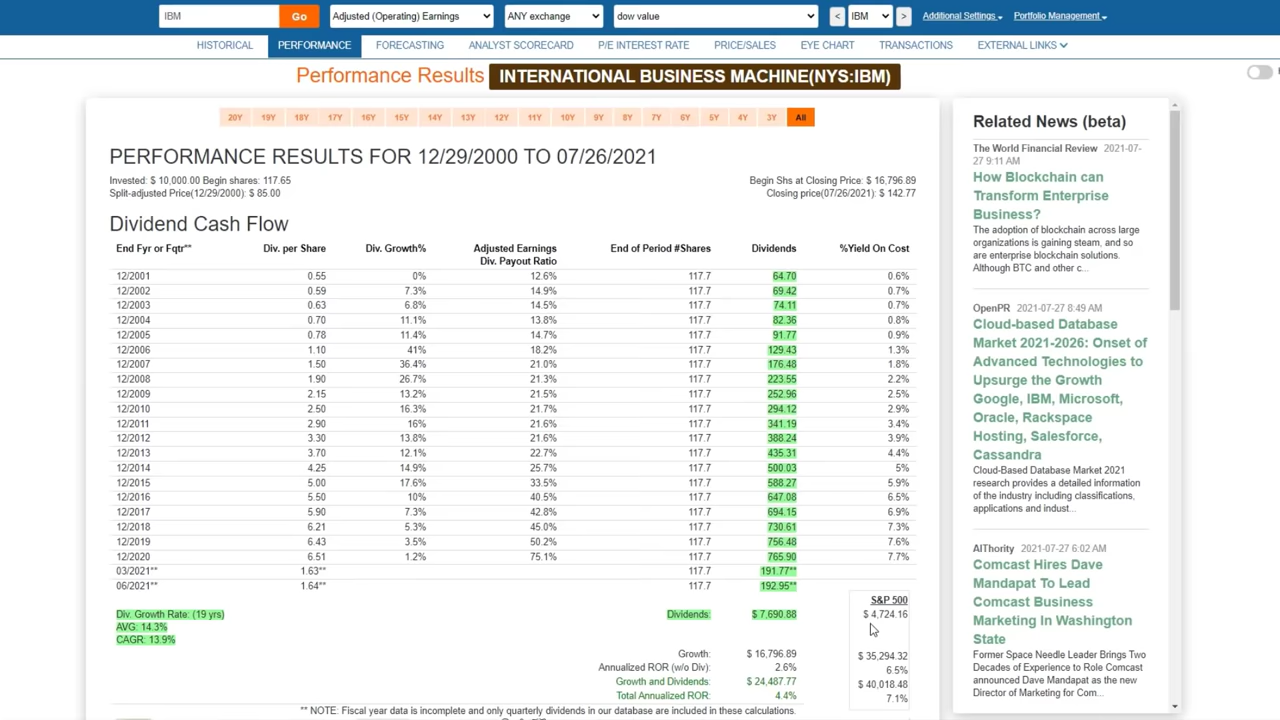 IBM Go Adjusted (Operating) Earnings ANY exchange dow value < IBM > Additional Settings Portfolio Management
HISTORICAL PERFORMANCE FORECASTING ANALYST SCORECARD P/E INTEREST RATE PRICE/SALES EYE CHART TRANSACTIONS EXTERNAL LINKS
Performance Results INTERNATIONAL BUSINESS MACHINE(NYS:IBM)
20Y 19Y 18Y 17Y 16Y 15Y 14Y 13Y 12Y 11Y 10Y 9Y 8Y 7Y 6Y 5Y 4Y 3Y All
PERFORMANCE RESULTS FOR 12/29/2000 TO 07/26/2021
Invested: $ 10,000.00 Begin shares: 117.65 Begin Shs at Closing Price: $ 16,796.89
Split-adjusted Price(12/29/2000): $ 85.00 Closing price(07/26/2021): $ 142.77
Dividend Cash Flow
End Fyr or Fqtr** Div. per Share Div. Growth% Adjusted Earnings End of Period #Shares Dividends %Yield On Cost
Div. Payout Ratio
12/2001 0.55 0% 12.6% 117.7 64.70 0.6%
12/2002 0.59 7.3% 14.9% 117.7 69.42 0.7%
12/2003 0.63 6.8% 14.5% 117.7 74.11 0.7%
12/2004 0.70 11.1% 13.8% 117.7 82.36 0.8%
12/2005 0.78 11.4% 14.7% 117.7 91.77 0.9%
12/2006 1.10 41% 18.2% 117.7 129.43 1.3%
12/2007 1.50 36.4% 21.0% 117.7 176.48 1.8%
12/2008 1.90 26.7% 21.3% 117.7 223.55 2.2%
12/2009 2.15 13.2% 21.5% 117.7 252.96 2.5%
12/2010 2.50 16.3% 21.7% 117.7 294.12 2.9%
12/2011 2.90 16% 21.6% 117.7 341.19 3.4%
12/2012 3.30 13.8% 21.6% 117.7 388.24 3.9%
12/2013 3.70 12.1% 22.7% 117.7 435.31 4.4%
12/2014 4.25 14.9% 25.7% 117.7 500.03 5%
12/2015 5.00 17.6% 33.5% 117.7 588.27 5.9%
12/2016 5.50 10% 40.5% 117.7 647.08 6.5%
12/2017 5.90 7.3% 42.8% 117.7 694.15 6.9%
12/2018 6.21 5.3% 45.0% 117.7 730.61 7.3%
12/2019 6.43 3.5% 50.2% 117.7 756.48 7.6%
12/2020 6.51 1.2% 75.1% 117.7 765.90 7.7%
03/2021** 1.63** 117.7 191.77**
06/2021** 1.64** 117.7 192.95**
S&P 500
Div. Growth Rate: (19 yrs) Dividends: $ 7,690.88 $ 4,724.16
AVG: 14.3%
CAGR: 13.9%
Growth: $ 16,796.89 $ 35,294.32
Annualized ROR (w/o Div): 2.6% 6.5%
Growth and Dividends: $ 24,487.77 $ 40,018.48
Total Annualized ROR: 4.4% 7.1%
** NOTE: Fiscal year data is incomplete and only quarterly dividends in our database are included in these calculations.
Related News (beta)
The World Financial Review 2021-07-
27 9:11 AM
How Blockchain can
Transform Enterprise
Business?
The adoption of blockchain across large
organizations is gaining steam, and so
are enterprise blockchain solutions.
Although BTC and other c...
OpenPR 2021-07-27 8:49 AM
Cloud-based Database
Market 2021-2026: Onset of
Advanced Technologies to
Upsurge the Growth
Google, IBM, Microsoft,
Oracle, Rackspace
Hosting, Salesforce,
Cassandra
Cloud-Based Database Market 2021
research provides a detailed information
of the industry including classifications,
applications and indust...
AIThority 2021-07-27 6:02 AM
Comcast Hires Dave
Mandapat To Lead
Comcast Business
Marketing In Washington
State
Former Space Needle Leader Brings Two
Decades of Experience to Role Comcast
announced Dave Mandapat as the new
Director of Marketing for Com...